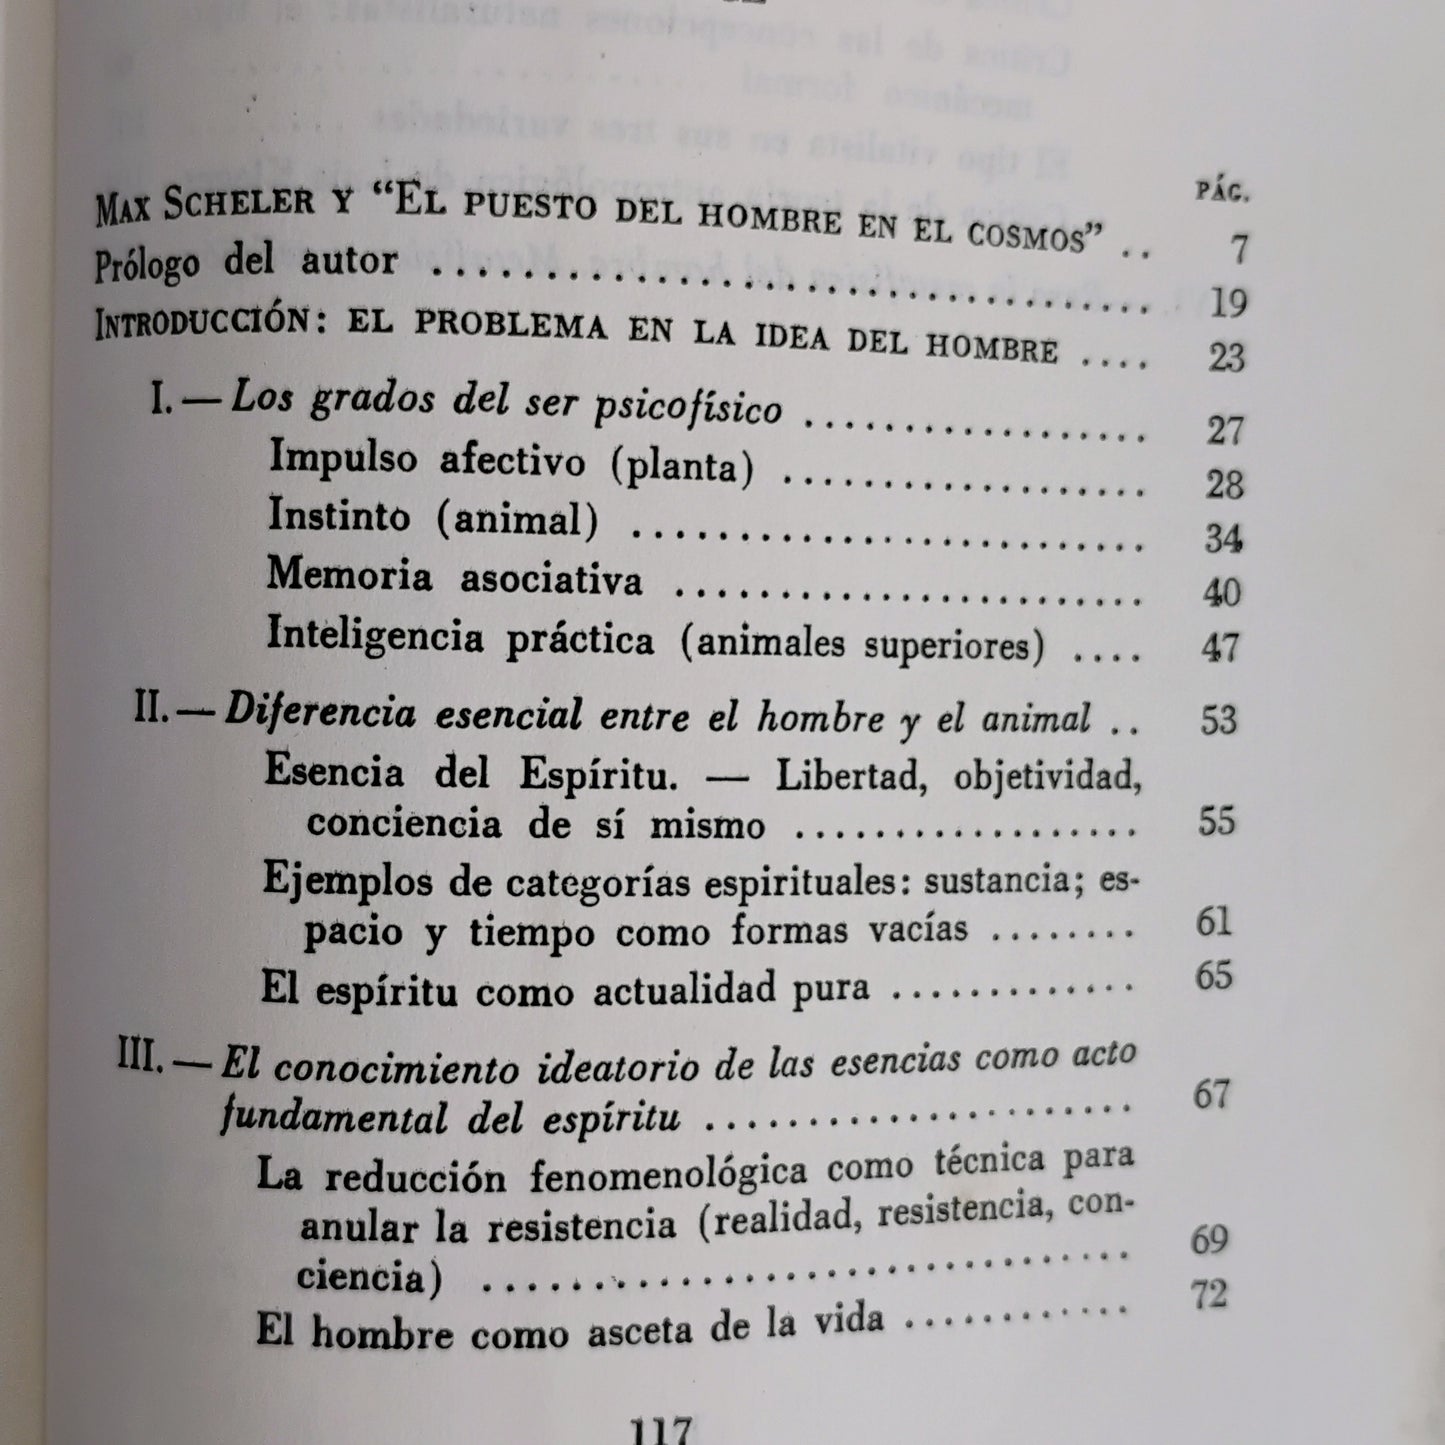 PÁG.
MAX SCHELER Y "EL PUESTO DEL HOMBRE EN EL COSMOS" .. 7
Prólogo del autor .................................... 19
INTRODUCCIÓN: EL PROBLEMA EN LA IDEA DEL HOMBRE .... 23
I.—Los grados del ser psicofísico ................. 27
Impulso afectivo (planta) ................... 28
Instinto (animal) .......................... 34
Memoria asociativa ........................ 40
Inteligencia práctica (animales superiores) .... 47
II.—Diferencia esencial entre el hombre y el animal .. 53
Esencia del Espíritu. — Libertad, objetividad,
conciencia de sí mismo .................. 55
Ejemplos de categorías espirituales: sustancia; es-
pacio y tiempo como formas vacías ........ 61
El espíritu como actualidad pura ............. 65
III.—El conocimiento ideatorio de las esencias como acto
fundamental del espíritu ...................... 67
La reducción fenomenológica como técnica para
anular la resistencia (realidad, resistencia, con-
ciencia) ................................. 69
El hombre como asceta de la vida ............ 72
117